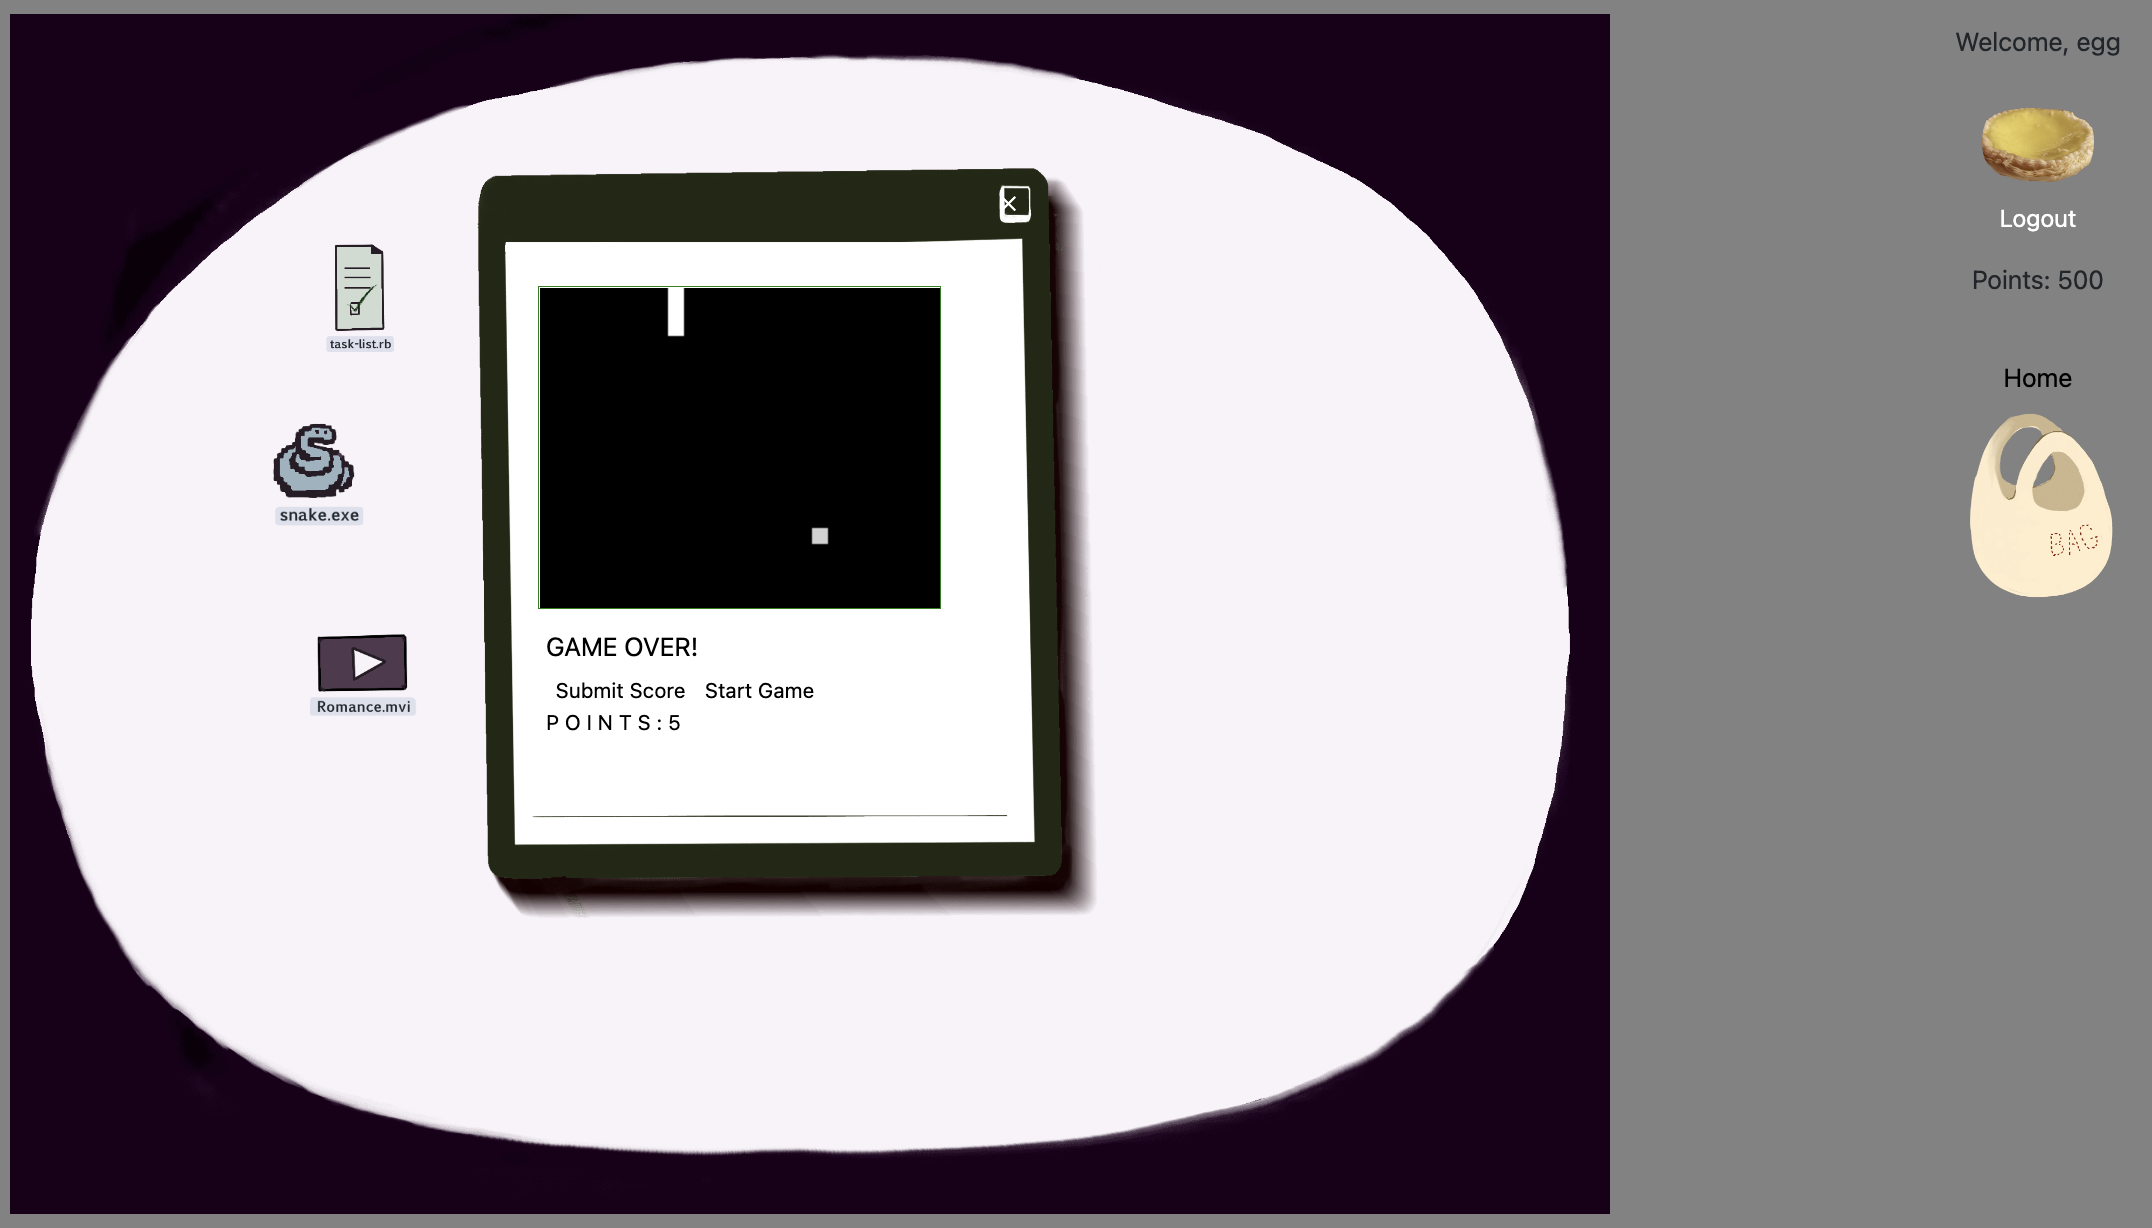 Welcome, egg
Logout
Points: 500
Home
BAG
task-list.rb
snake.exe
Romance.mvi
GAME OVER!
Submit Score Start Game
POINTS:5